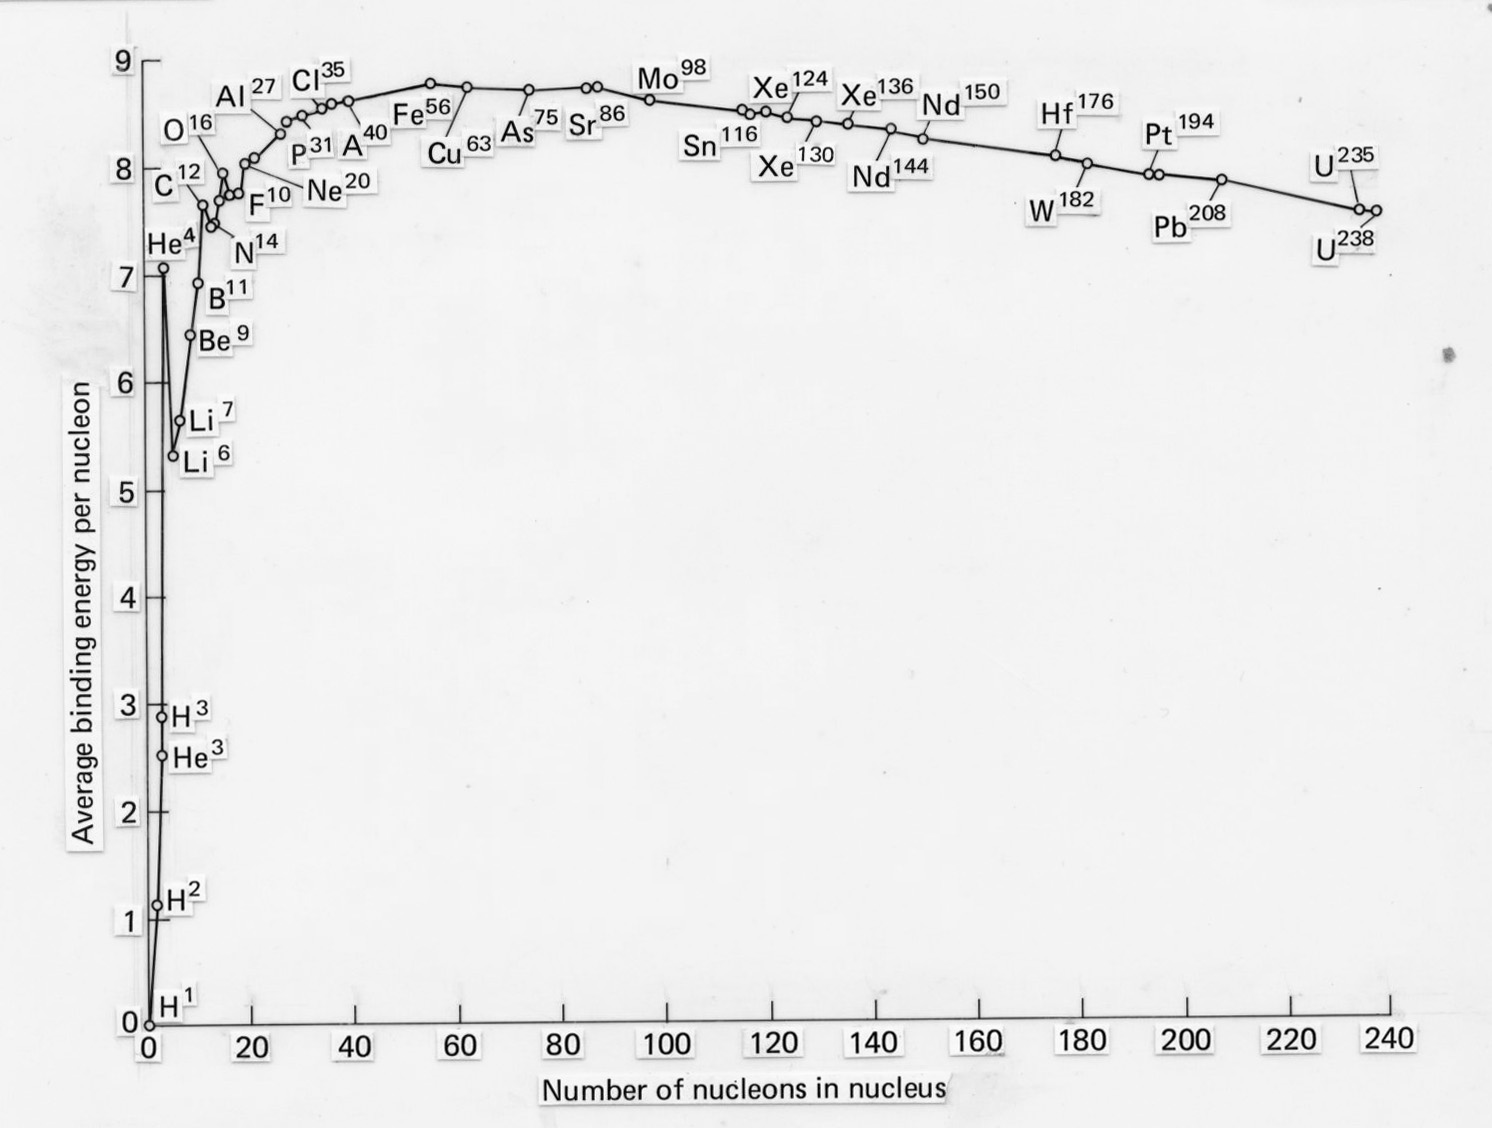 9
8
7
6
5
4
3
2
1
0
Average binding energy per nucleon
H1
H2
He3
H3
He4
Li6
Li7
Be9
B11
C12
N14
O16
F10
Ne20
Al27
P31
Cl35
A40
Fe56
Cu63
As75
Sr86
Mo98
Sn116
Xe124
Xe130
Xe136
Nd144
Nd150
Hf176
W182
Pt194
Pb208
U235
U238
0 20 40 60 80 100 120 140 160 180 200 220 240
Number of nucleons in nucleus